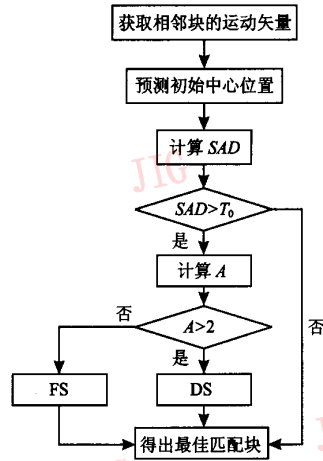 获取相邻块的运动矢量
预测初始中心位置
计算 SAD
JIG
SAD>T₀
是
计算 A
否
A>2
否
是
FS
DS
得出最佳匹配块